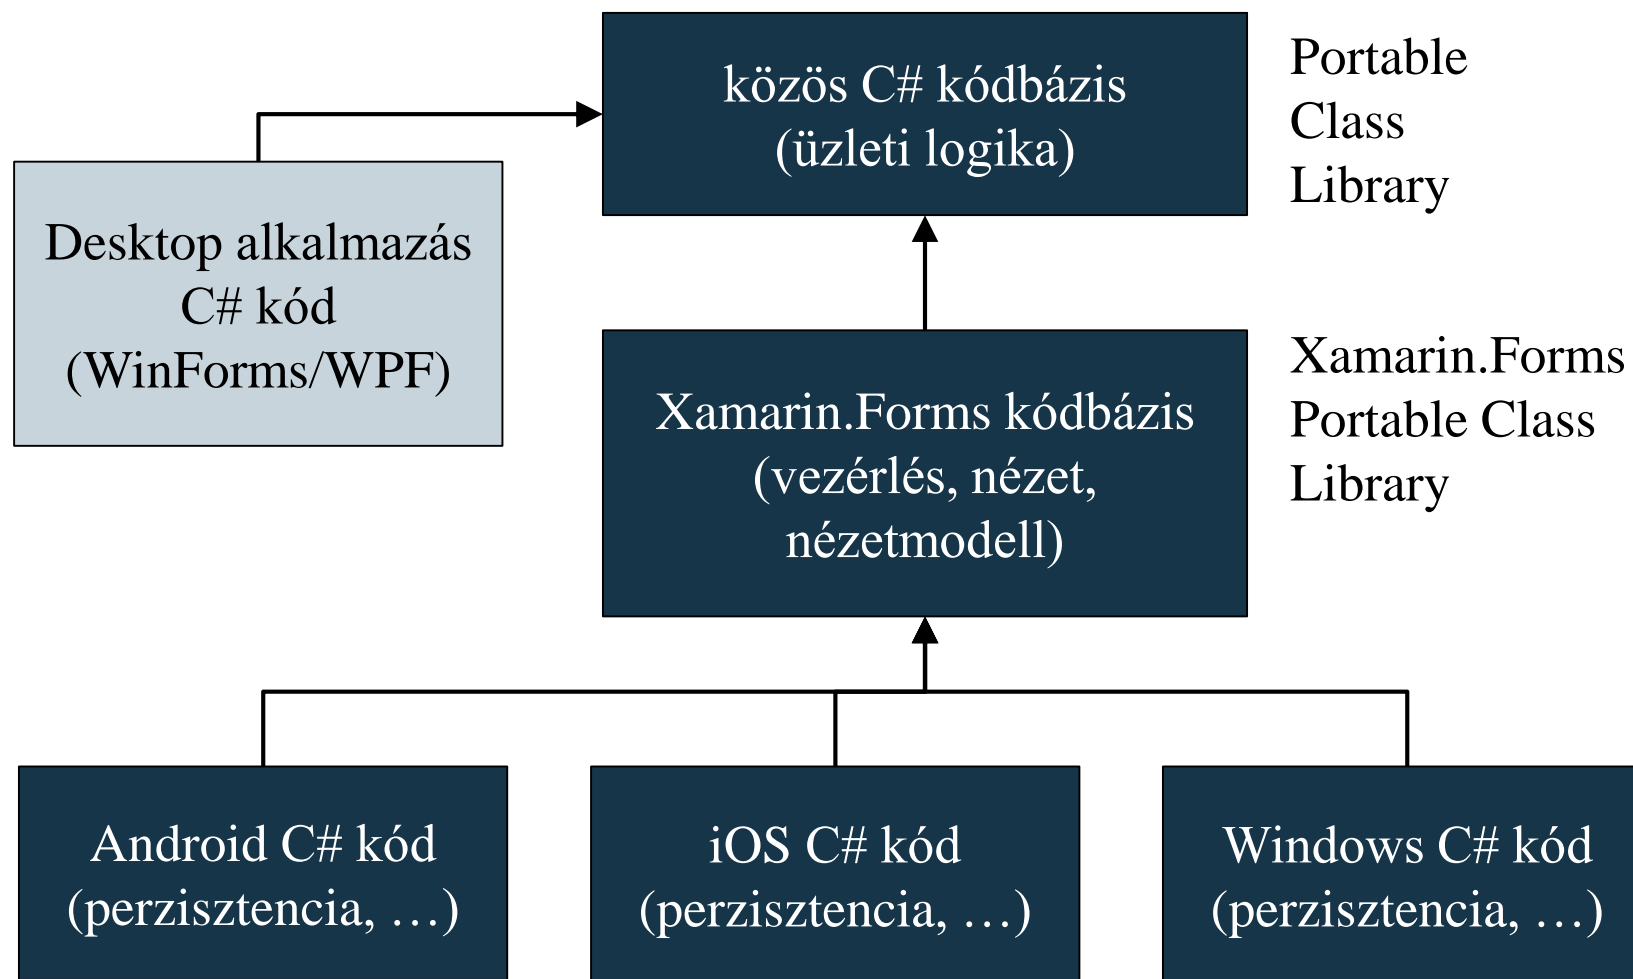 közös C# kódbázis
(üzleti logika)
Portable
Class
Library
Desktop alkalmazás
C# kód
(WinForms/WPF)
Xamarin.Forms kódbázis
(vezérlés, nézet,
nézetmodell)
Xamarin.Forms
Portable Class
Library
Android C# kód
(perzisztencia, …)
iOS C# kód
(perzisztencia, …)
Windows C# kód
(perzisztencia, …)